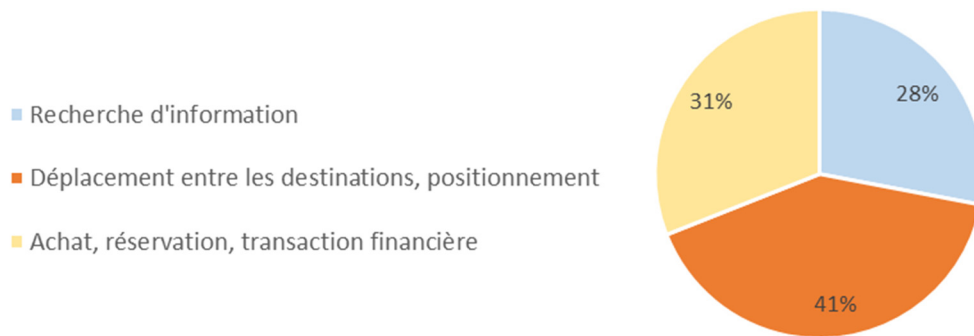 Recherche d'information
Déplacement entre les destinations, positionnement
Achat, réservation, transaction financière
31%
28%
41%